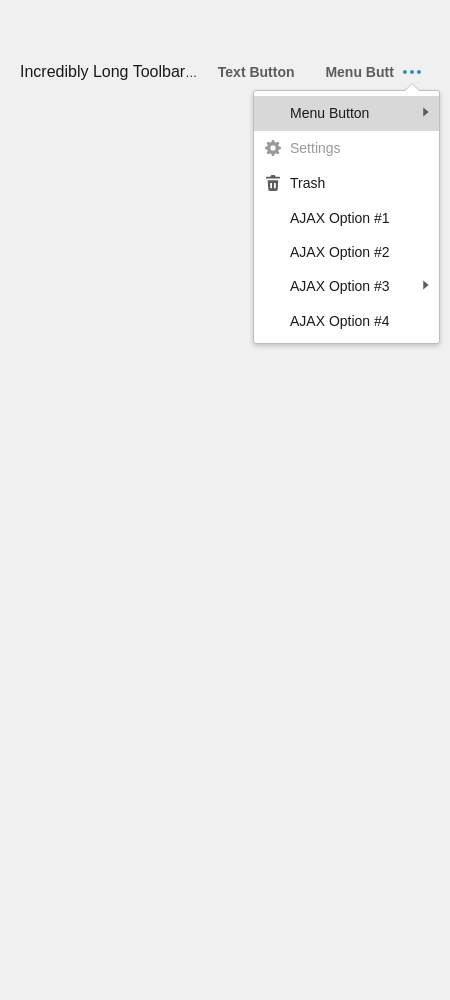 Incredibly Long Toolbar... Text Button Menu Butt
Menu Button
Settings
Trash
AJAX Option #1
AJAX Option #2
AJAX Option #3
AJAX Option #4